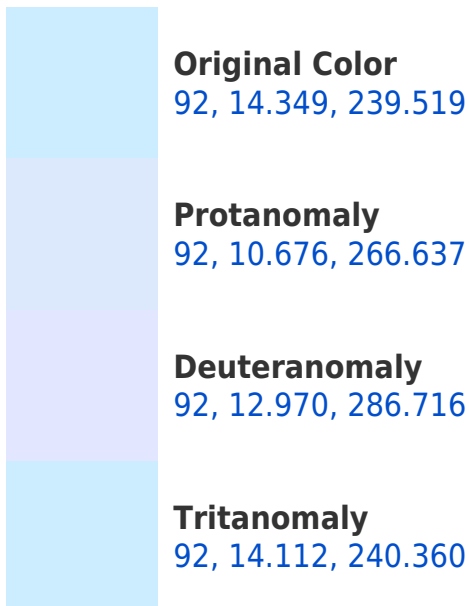 Original Color
92, 14.349, 239.519
Protanomaly
92, 10.676, 266.637
Deuteranomaly
92, 12.970, 286.716
Tritanomaly
92, 14.112, 240.360